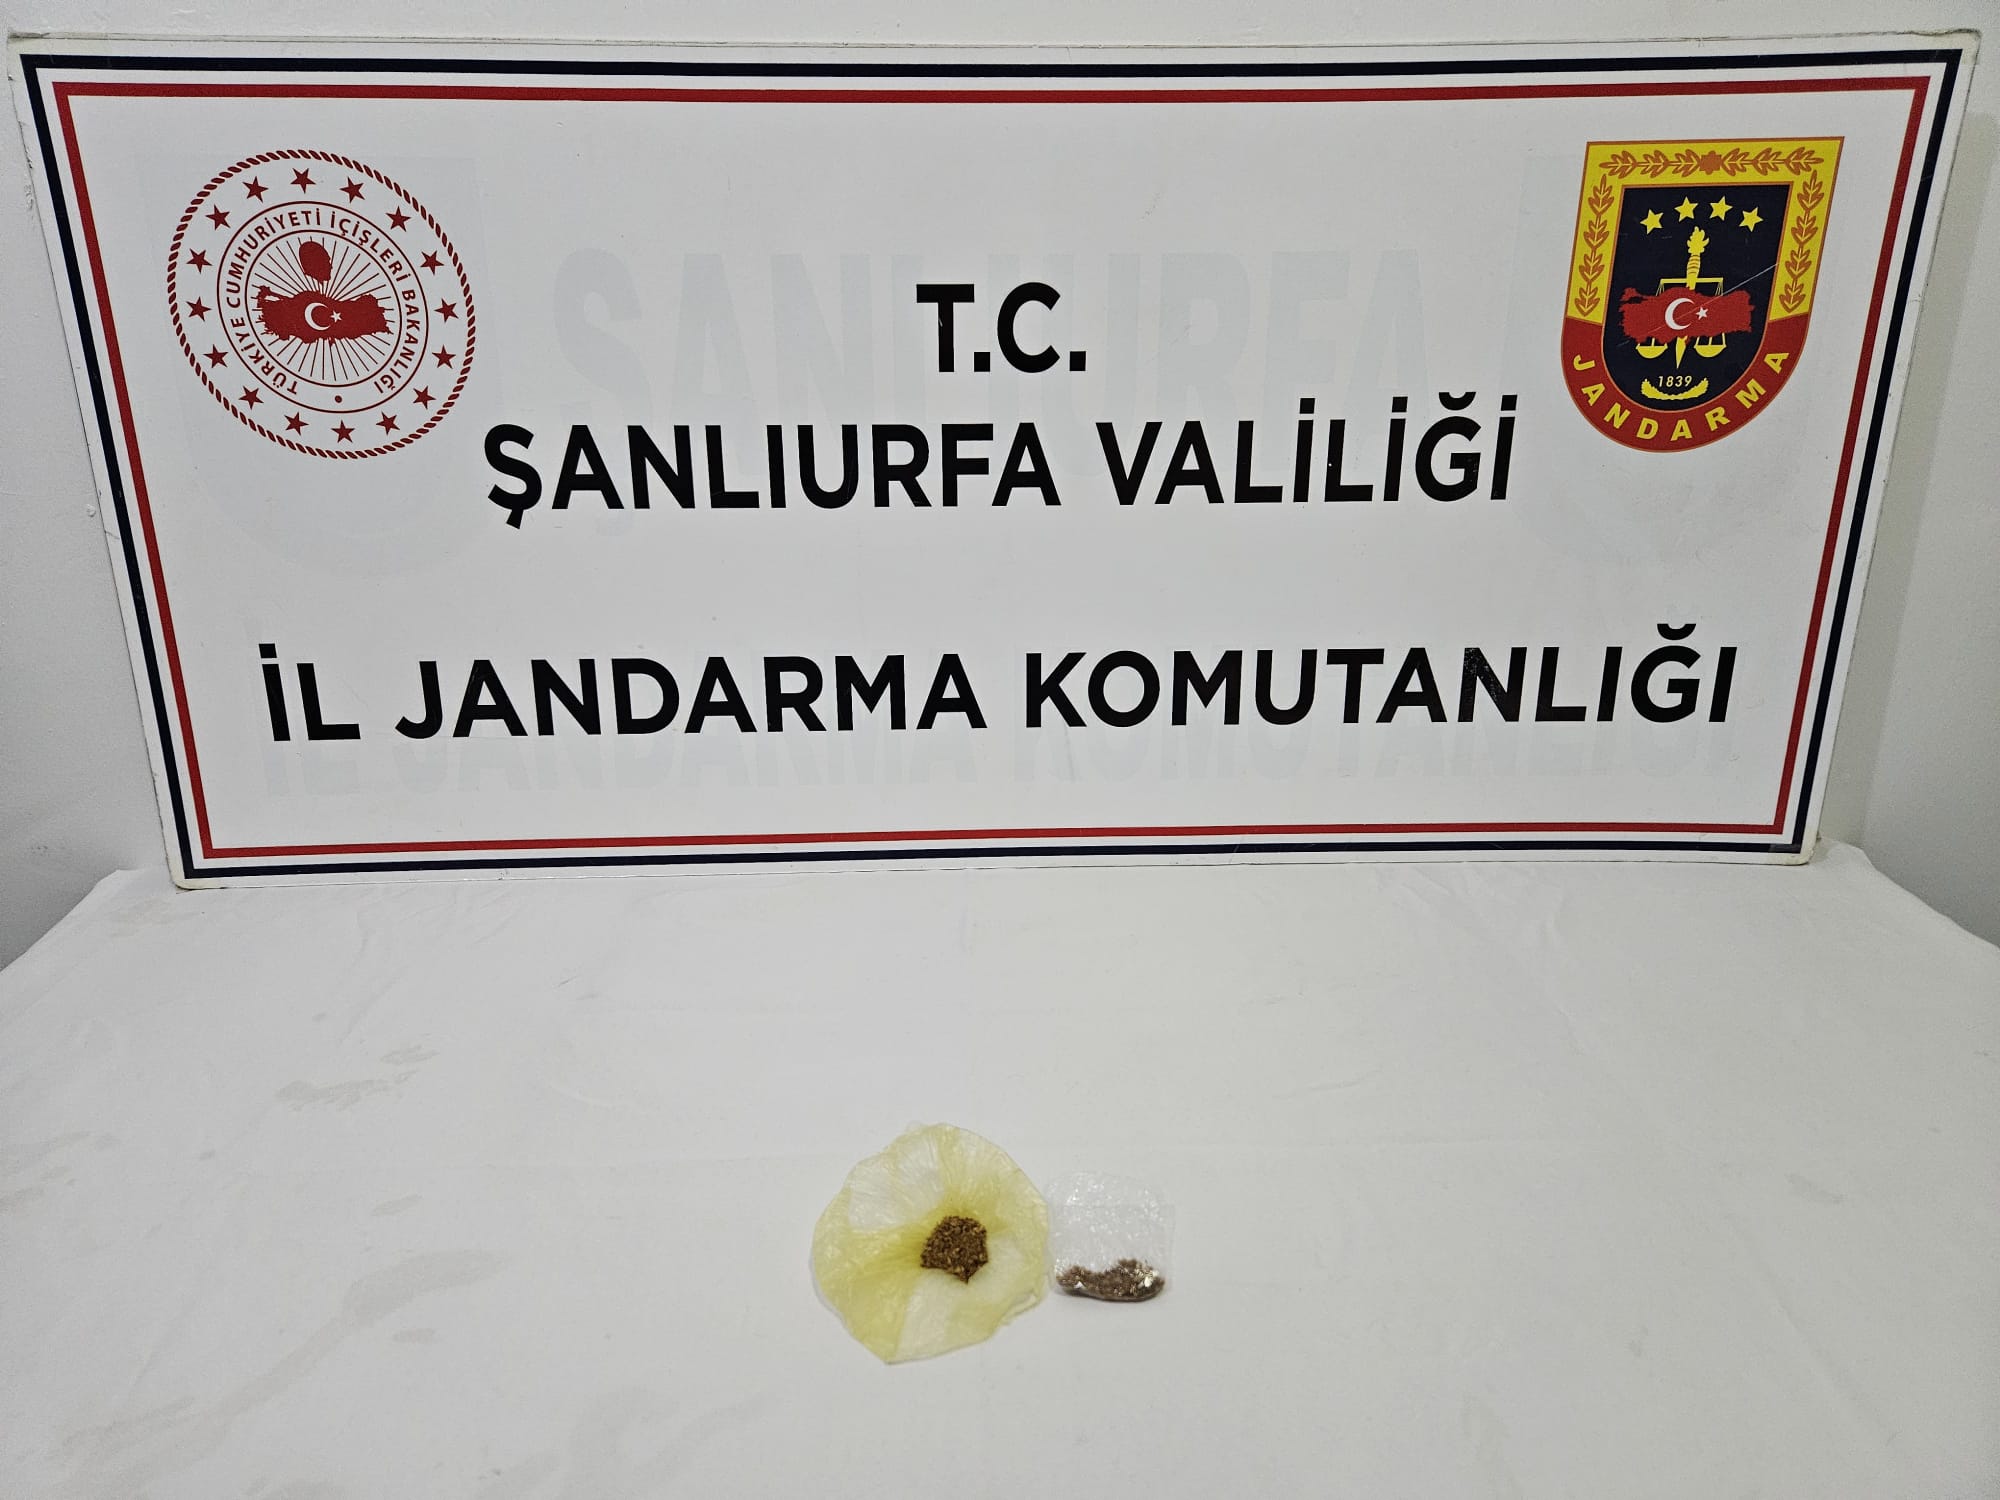 TÜRKİYE CUMHURİYETİ İÇİŞLERİ BAKANLIĞI
1839
JANDARMA
T.C.
ŞANLIURFA VALİLİĞİ
İL JANDARMA KOMUTANLIĞI